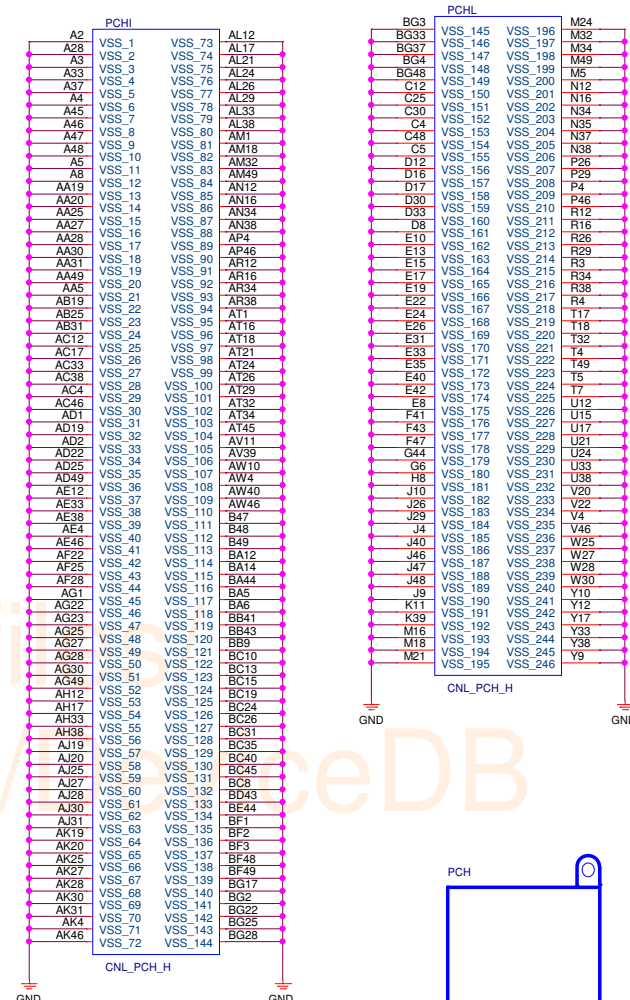 PCHI
A2 VSS_1 VSS_73 AL12
A28 VSS_2 VSS_74 AL17
A3 VSS_3 VSS_75 AL21
A33 VSS_4 VSS_76 AL24
A37 VSS_5 VSS_77 AL26
A4 VSS_6 VSS_78 AL29
A45 VSS_7 VSS_79 AL33
A46 VSS_8 VSS_80 AL38
A47 VSS_9 VSS_81 AM1
A48 VSS_10 VSS_82 AM18
A5 VSS_11 VSS_83 AM32
A8 VSS_12 VSS_84 AM49
AA19 VSS_13 VSS_85 AN12
AA20 VSS_14 VSS_86 AN16
AA25 VSS_15 VSS_87 AN34
AA27 VSS_16 VSS_88 AN38
AA28 VSS_17 VSS_89 AP4
AA30 VSS_18 VSS_90 AP46
AA31 VSS_19 VSS_91 AR12
AA49 VSS_20 VSS_92 AR16
AA5 VSS_21 VSS_93 AR34
AB19 VSS_22 VSS_94 AR38
AB25 VSS_23 VSS_95 AT1
AB31 VSS_24 VSS_96 AT16
AC12 VSS_25 VSS_97 AT18
AC17 VSS_26 VSS_98 AT21
AC33 VSS_27 VSS_99 AT24
AC38 VSS_28 VSS_100 AT26
AC4 VSS_29 VSS_101 AT29
AC46 VSS_30 VSS_102 AT32
AD1 VSS_31 VSS_103 AT34
AD19 VSS_32 VSS_104 AT45
AD2 VSS_33 VSS_105 AV11
AD22 VSS_34 VSS_106 AV39
AD25 VSS_35 VSS_107 AW10
AD49 VSS_36 VSS_108 AW4
AE12 VSS_37 VSS_109 AW40
AE33 VSS_38 VSS_110 AW46
AE38 VSS_39 VSS_111 B47
AE4 VSS_40 VSS_112 B48
AE46 VSS_41 VSS_113 B49
AF22 VSS_42 VSS_114 BA12
AF25 VSS_43 VSS_115 BA14
AF28 VSS_44 VSS_116 BA44
AG1 VSS_45 VSS_117 BA5
AG22 VSS_46 VSS_118 BA6
AG23 VSS_47 VSS_119 BB41
AG25 VSS_48 VSS_120 BB43
AG27 VSS_49 VSS_121 BB9
AG28 VSS_50 VSS_122 BC10
AG30 VSS_51 VSS_123 BC13
AG49 VSS_52 VSS_124 BC15
AH12 VSS_53 VSS_125 BC19
AH17 VSS_54 VSS_126 BC24
AH33 VSS_55 VSS_127 BC26
AH38 VSS_56 VSS_128 BC31
AJ19 VSS_57 VSS_129 BC35
AJ20 VSS_58 VSS_130 BC40
AJ25 VSS_59 VSS_131 BC45
AJ27 VSS_60 VSS_132 BC8
AJ28 VSS_61 VSS_133 BD43
AJ30 VSS_62 VSS_134 BE44
AJ31 VSS_63 VSS_135 BF1
AK19 VSS_64 VSS_136 BF2
AK20 VSS_65 VSS_137 BF3
AK25 VSS_66 VSS_138 BF48
AK27 VSS_67 VSS_139 BF49
AK28 VSS_68 VSS_140 BG17
AK30 VSS_69 VSS_141 BG2
AK31 VSS_70 VSS_142 BG22
AK4 VSS_71 VSS_143 BG25
AK46 VSS_72 VSS_144 BG28
CNL_PCH_H
GND GND
PCHL
BG3 VSS_145 VSS_196 M24
BG33 VSS_146 VSS_197 M32
BG37 VSS_147 VSS_198 M34
BG4 VSS_148 VSS_199 M49
BG48 VSS_149 VSS_200 M5
C12 VSS_150 VSS_201 N12
C25 VSS_151 VSS_202 N16
C30 VSS_152 VSS_203 N34
C4 VSS_153 VSS_204 N35
C48 VSS_154 VSS_205 N37
C5 VSS_155 VSS_206 N38
D12 VSS_156 VSS_207 P26
D16 VSS_157 VSS_208 P29
D17 VSS_158 VSS_209 P4
D30 VSS_159 VSS_210 P46
D33 VSS_160 VSS_211 R12
D8 VSS_161 VSS_212 R16
E10 VSS_162 VSS_213 R26
E13 VSS_163 VSS_214 R29
E15 VSS_164 VSS_215 R3
E17 VSS_165 VSS_216 R34
E19 VSS_166 VSS_217 R38
E22 VSS_167 VSS_218 R4
E24 VSS_168 VSS_219 T17
E26 VSS_169 VSS_220 T18
E31 VSS_170 VSS_221 T32
E33 VSS_171 VSS_222 T4
E35 VSS_172 VSS_223 T49
E40 VSS_173 VSS_224 T5
E42 VSS_174 VSS_225 T7
E8 VSS_175 VSS_226 U12
F41 VSS_176 VSS_227 U15
F43 VSS_177 VSS_228 U17
F47 VSS_178 VSS_229 U21
G44 VSS_179 VSS_230 U24
G6 VSS_180 VSS_231 U33
H8 VSS_181 VSS_232 U38
J10 VSS_182 VSS_233 V20
J26 VSS_183 VSS_234 V22
J29 VSS_184 VSS_235 V4
J4 VSS_185 VSS_236 V46
J40 VSS_186 VSS_237 W25
J46 VSS_187 VSS_238 W27
J47 VSS_188 VSS_239 W28
J48 VSS_189 VSS_240 W30
J9 VSS_190 VSS_241 Y10
K11 VSS_191 VSS_242 Y12
K39 VSS_192 VSS_243 Y17
M16 VSS_193 VSS_244 Y33
M18 VSS_194 VSS_245 Y38
M21 VSS_195 VSS_246 Y9
CNL_PCH_H
GND
PCH